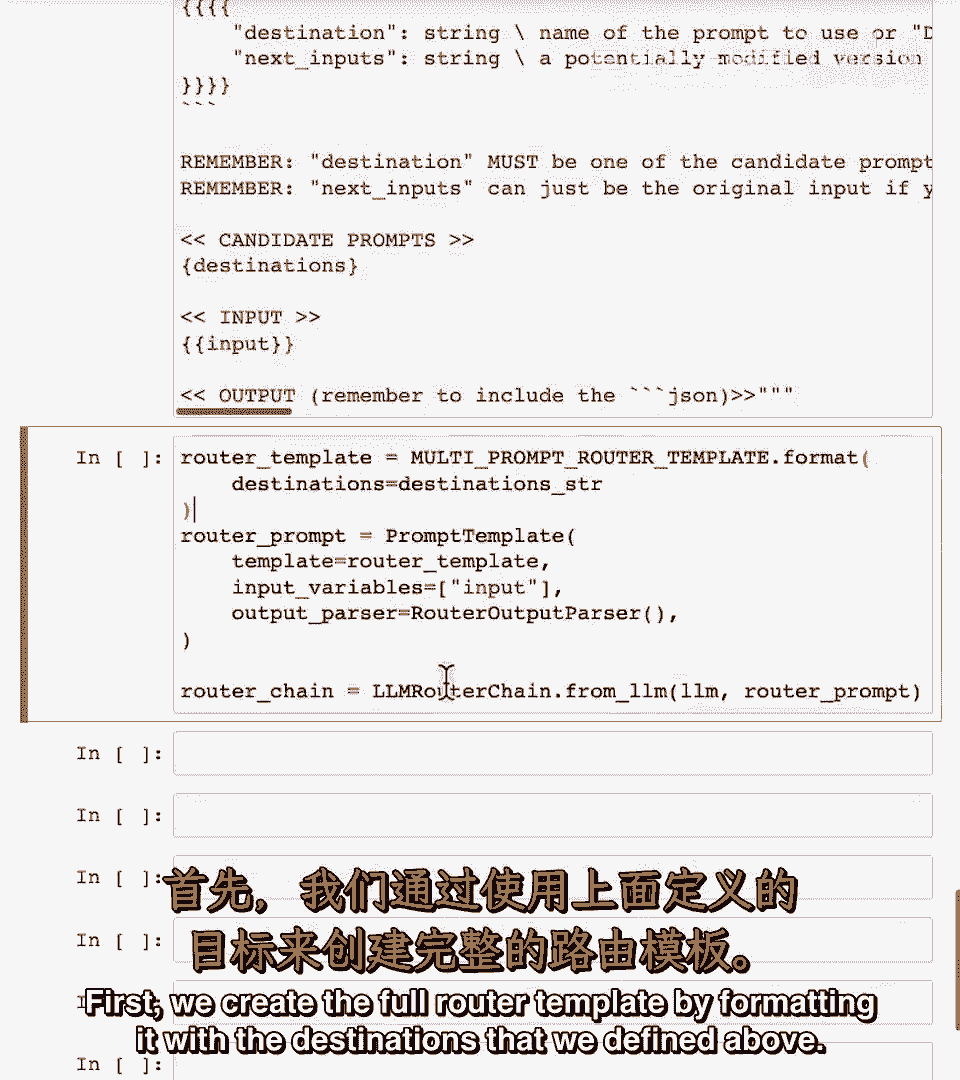 {{{{
    "destination": string \ name of the prompt to use or "D
    "next_inputs": string \ a potentially modified version
}}}}
```
REMEMBER: "destination" MUST be one of the candidate prompt
REMEMBER: "next_inputs" can just be the original input if y
<< CANDIDATE PROMPTS >>
{destinations}
<< INPUT >>
{{input}}
<< OUTPUT (remember to include the ```json)>>"""
In [ ]: router_template = MULTI_PROMPT_ROUTER_TEMPLATE.format(
    destinations=destinations_str
)
router_prompt = PromptTemplate(
    template=router_template,
    input_variables=["input"],
    output_parser=RouterOutputParser(),
)
router_chain = LLMRouterChain.from_llm(llm, router_prompt)
In [ ]:
In [ ]:
In [ ]:
首先，我们通过使用上面定义的
In [ ]:
目标来创建完整的路由模板。
First, we create the full router template by formatting
it with the destinations that we defined above.
In [ ]: